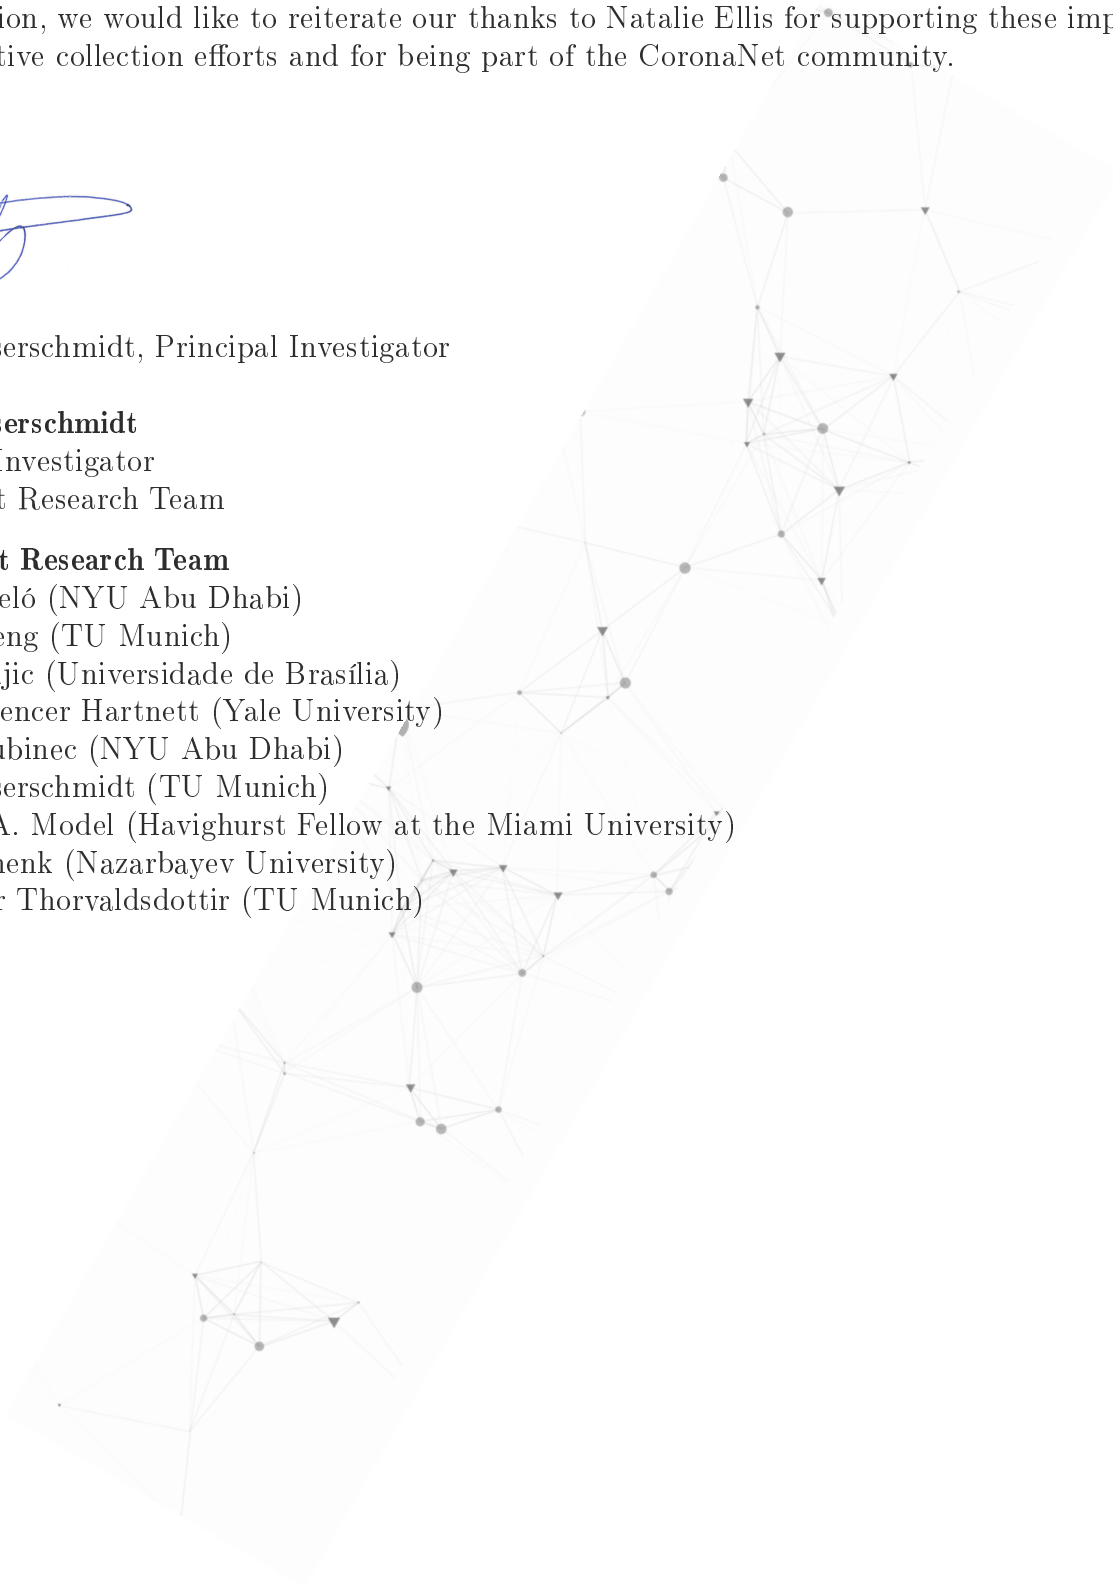 ion, we would like to reiterate our thanks to Natalie Ellis for supporting these imp
tive collection efforts and for being part of the CoronaNet community.
serschmidt, Principal Investigator
serschmidt
Investigator
t Research Team
t Research Team
eló (NYU Abu Dhabi)
eng (TU Munich)
jic (Universidade de Brasília)
encer Hartnett (Yale University)
ubinec (NYU Abu Dhabi)
serschmidt (TU Munich)
A. Model (Havighurst Fellow at the Miami University)
henk (Nazarbayev University)
r Thorvaldsdottir (TU Munich)